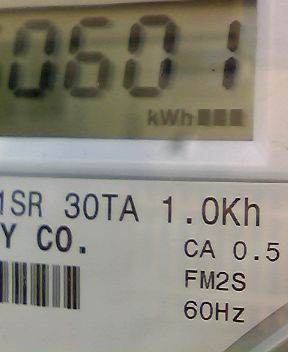 0601
kWh
1SR 30TA 1.0Kh
Y CO.
CA 0.5
FM2S
60Hz